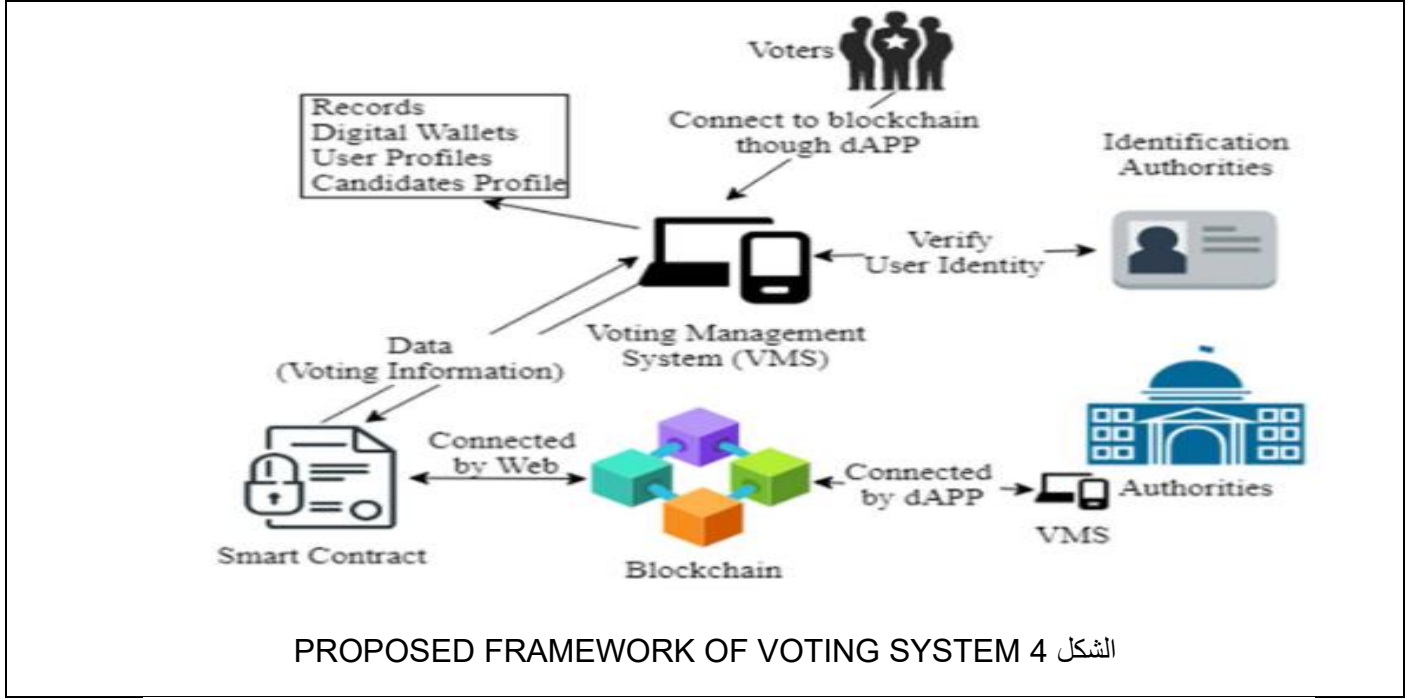 Voters
Connect to blockchain
though dAPP
Records
Digital Wallets
User Profiles
Candidates Profile
Identification
Authorities
Verify
User Identity
Voting Management
System (VMS)
Data
(Voting Information)
Connected
by Web
Connected
by dAPP
Authorities
VMS
Smart Contract
Blockchain
الشكل 4 PROPOSED FRAMEWORK OF VOTING SYSTEM